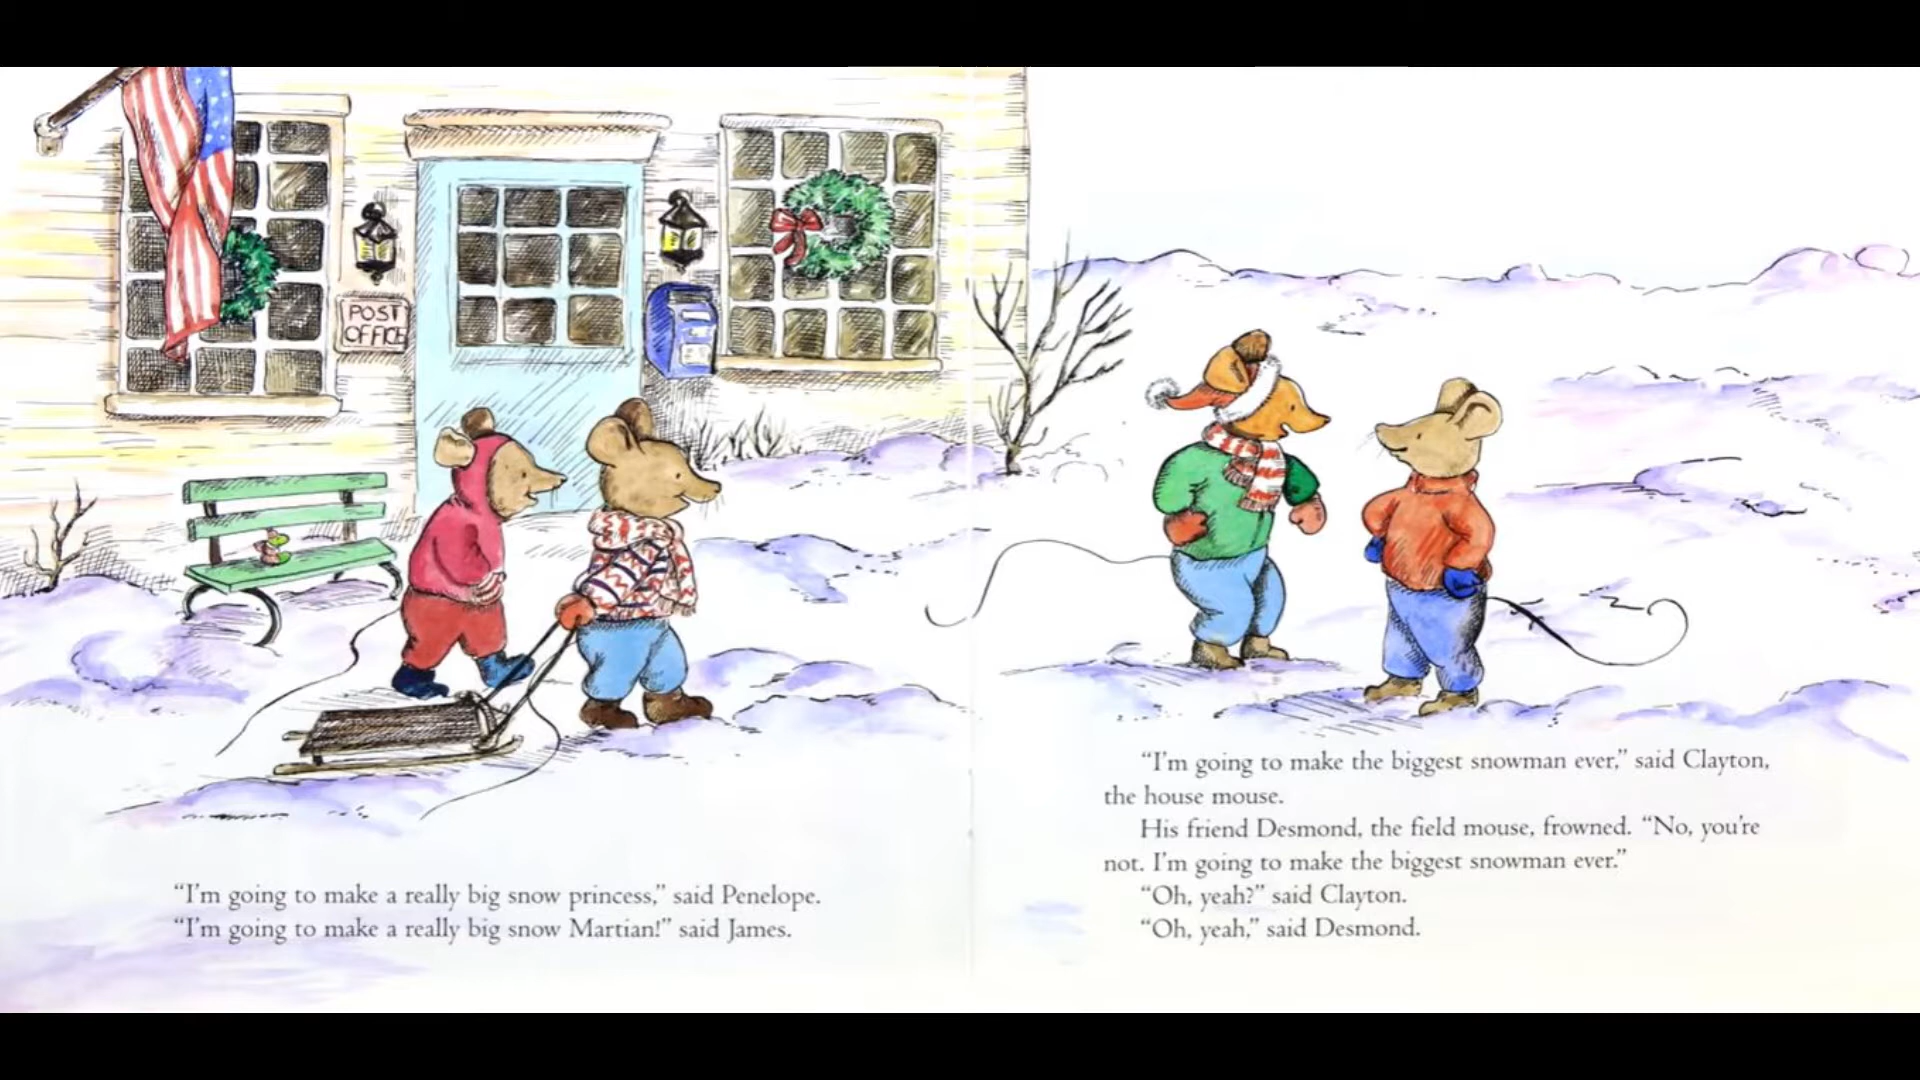 POST
OFFICE
“I’m going to make a really big snow princess,” said Penelope.
“I’m going to make a really big snow Martian!” said James.
“I’m going to make the biggest snowman ever,” said Clayton,
the house mouse.
His friend Desmond, the field mouse, frowned. “No, you’re
not. I’m going to make the biggest snowman ever.”
“Oh, yeah?” said Clayton.
“Oh, yeah,” said Desmond.